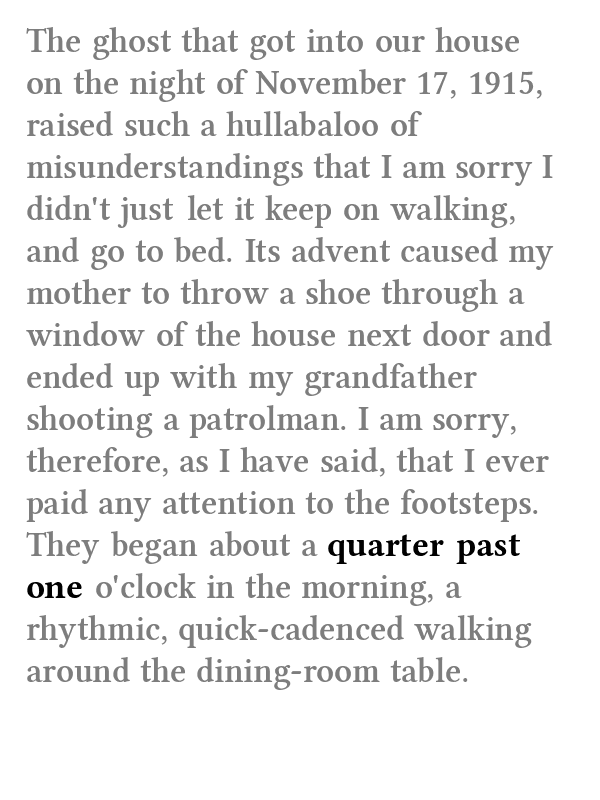 The ghost that got into our house
on the night of November 17, 1915,
raised such a hullabaloo of
misunderstandings that I am sorry I
didn't just let it keep on walking,
and go to bed. Its advent caused my
mother to throw a shoe through a
window of the house next door and
ended up with my grandfather
shooting a patrolman. I am sorry,
therefore, as I have said, that I ever
paid any attention to the footsteps.
They began about a quarter past
one o'clock in the morning, a
rhythmic, quick-cadenced walking
around the dining-room table.